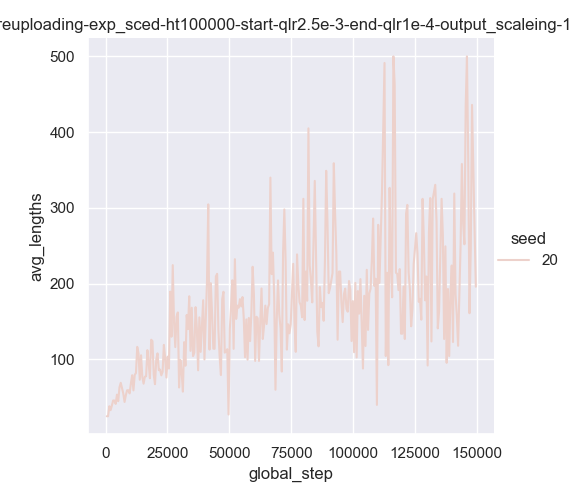 reuploading-exp_sced-ht100000-start-qlr2.5e-3-end-qlr1e-4-output_scaleing-1
500
400
300
200
100
avg_lengths
0 25000 50000 75000 100000 125000 150000
global_step
seed
20